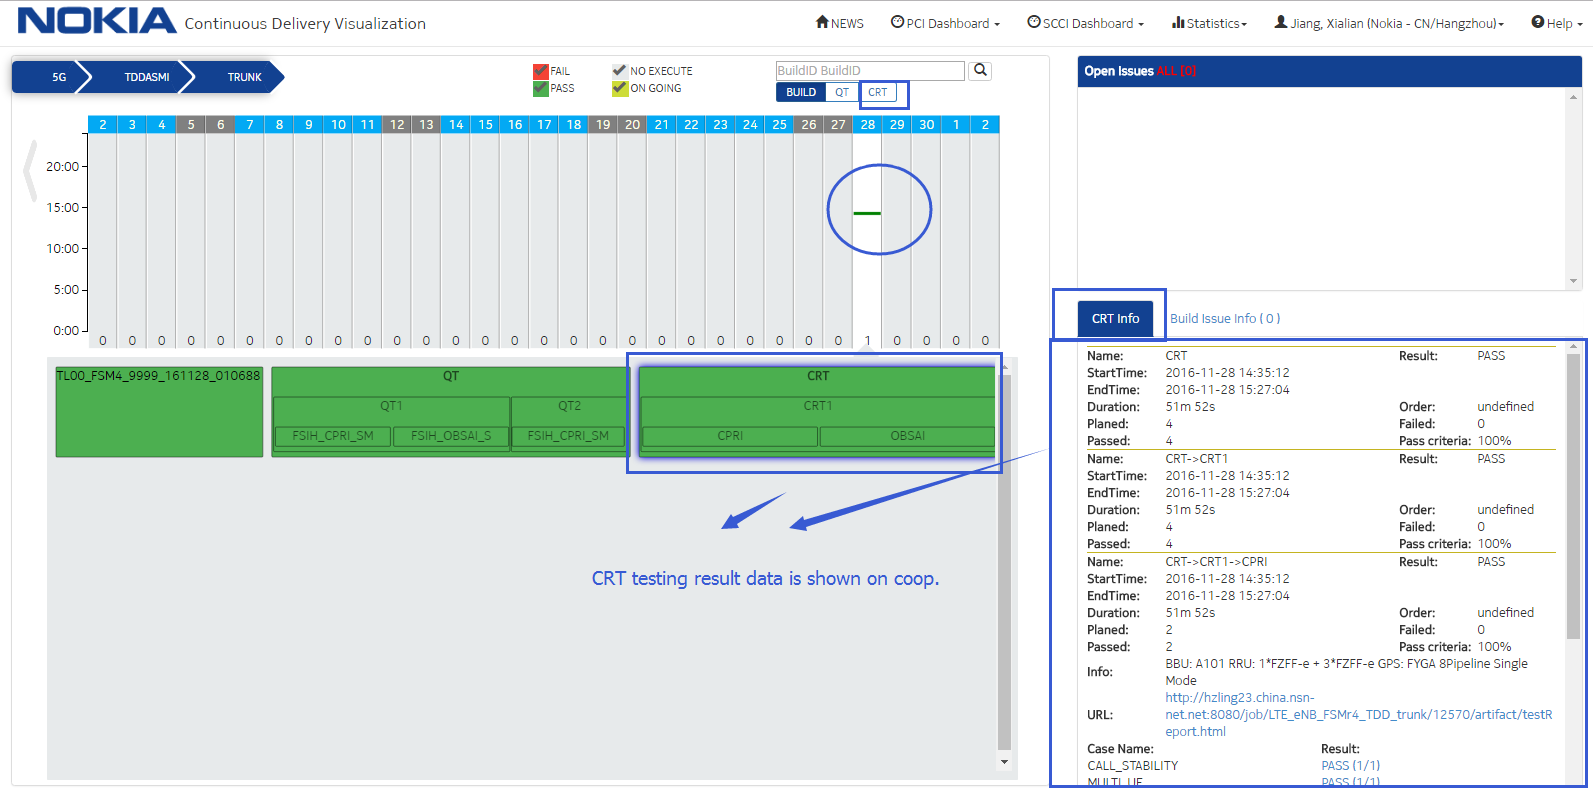 NOKIA Continuous Delivery Visualization
NEWS PCI Dashboard SCCI Dashboard Statistics Jiang, Xialian (Nokia - CN/Hangzhou) Help
5G TDDASMI TRUNK
FAIL NO EXECUTE
PASS ON GOING
BuildID BuildID
BUILD QT CRT
2 3 4 5 6 7 8 9 10 11 12 13 14 15 16 17 18 19 20 21 22 23 24 25 26 27 28 29 30 1 2
20:00
15:00
10:00
5:00
0:00
0 0 0 0 0 0 0 0 0 0 0 0 0 0 0 0 0 0 0 0 0 0 0 0 0 0 1 0 0 0 0
TL00_FSM4_9999_161128_010688 QT CRT
QT1 QT2 CRT1
FSIH_CPRI_SM FSIH_OBSAI_S FSIH_CPRI_SM CPRI OBSAI
CRT testing result data is shown on coop.
Open Issues ALL [0]
CRT Info Build Issue Info ( 0 )
Name: CRT Result: PASS
StartTime: 2016-11-28 14:35:12
EndTime: 2016-11-28 15:27:04
Duration: 51m 52s Order: undefined
Planed: 4 Failed: 0
Passed: 4 Pass criteria: 100%
Name: CRT->CRT1 Result: PASS
StartTime: 2016-11-28 14:35:12
EndTime: 2016-11-28 15:27:04
Duration: 51m 52s Order: undefined
Planed: 4 Failed: 0
Passed: 4 Pass criteria: 100%
Name: CRT->CRT1->CPRI Result: PASS
StartTime: 2016-11-28 14:35:12
EndTime: 2016-11-28 15:27:04
Duration: 51m 52s Order: undefined
Planed: 2 Failed: 0
Passed: 2 Pass criteria: 100%
Info: BBU: A101 RRU: 1*FZFF-e + 3*FZFF-e GPS: FYGA 8Pipeline Single
Mode
URL: http://hzling23.china.nsn-
net.net:8080/job/LTE_eNB_FSMr4_TDD_trunk/12570/artifact/testR
eport.html
Case Name: Result:
CALL_STABILITY PASS (1/1)
MULTI_UE PASS (1/1)